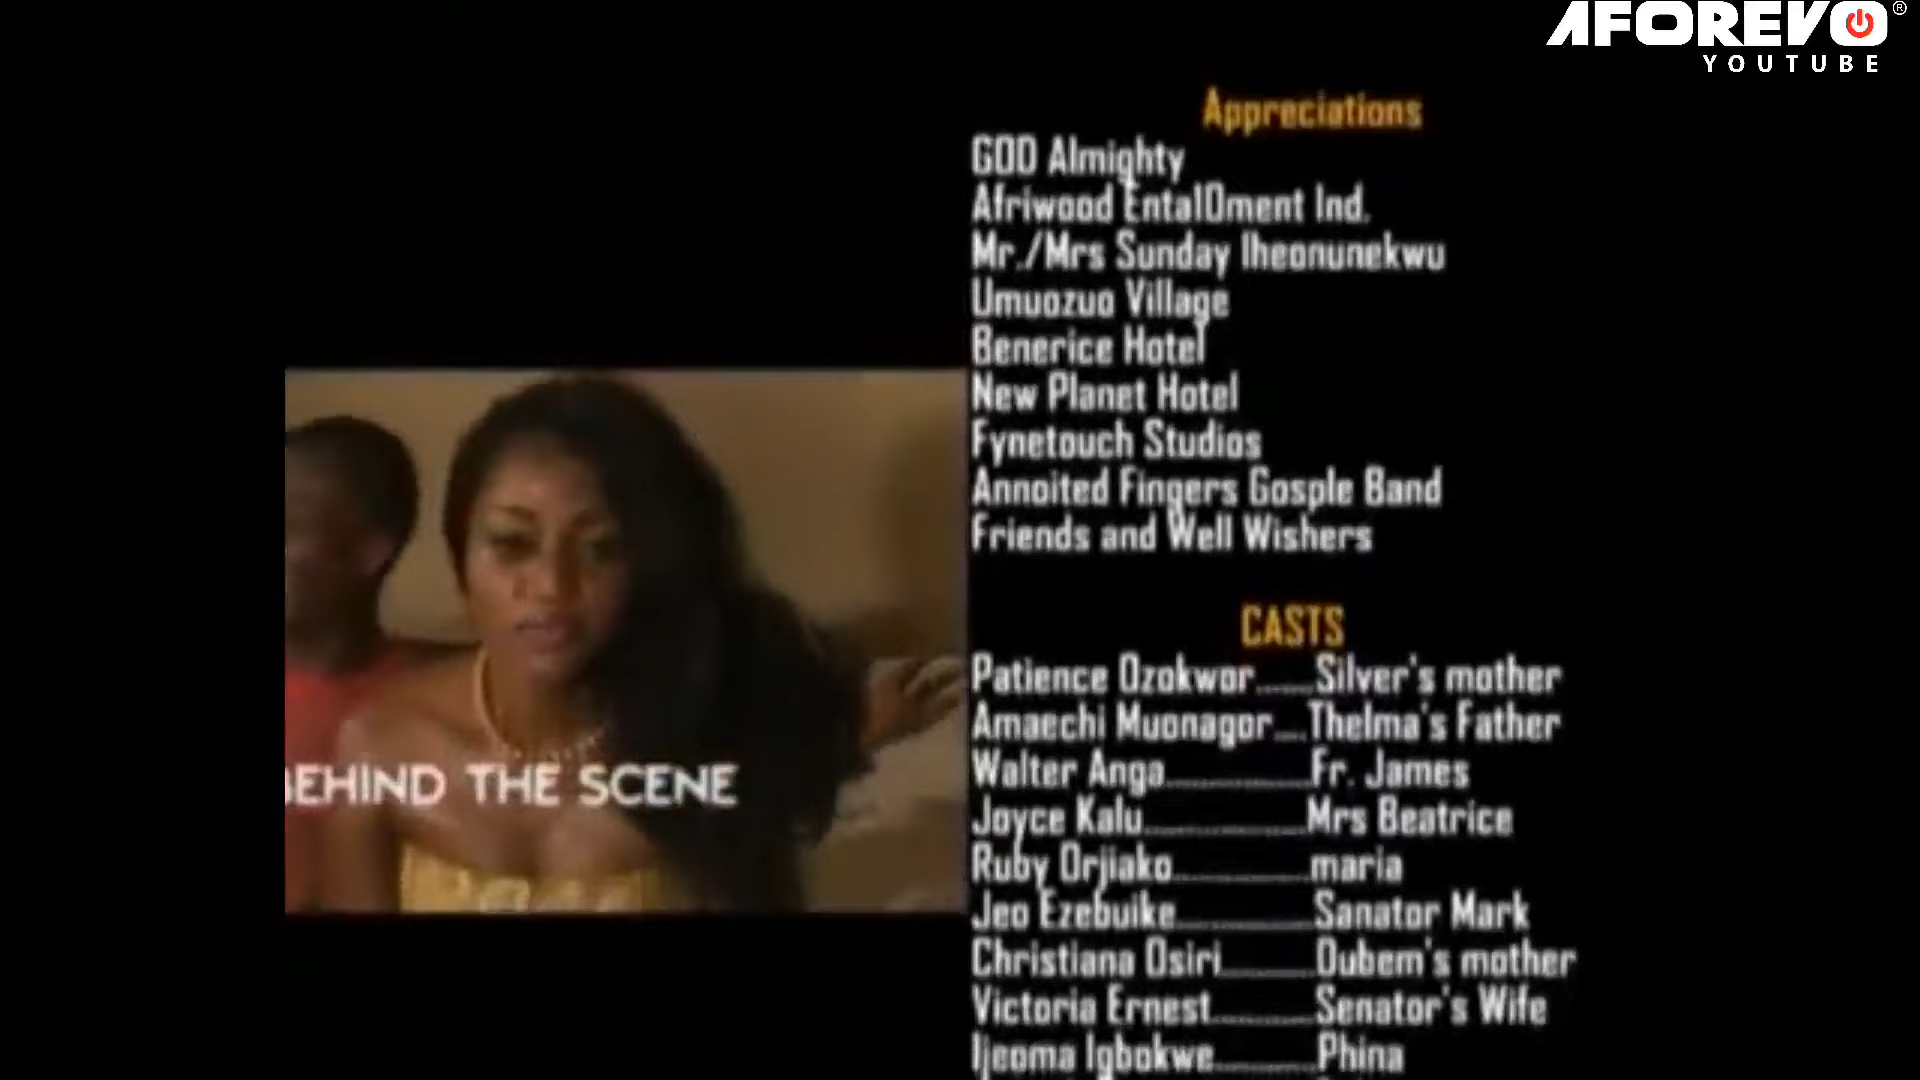 AFOREVO®
YOUTUBE
Appreciations
GOD Almighty
Afriwood Enta10ment Ind.
Mr./Mrs Sunday Iheonunekwu
Umuozuo Village
Benerice Hotel
New Planet Hotel
Fynetouch Studios
Annoited Fingers Gosple Band
Friends and Well Wishers
CASTS
Patience Ozokwor......Silver's mother
Amaechi Muonagor....Thelma's Father
Walter Anga...............Fr. James
Joyce Kalu.................Mrs Beatrice
Ruby Orjiako..............maria
Jeo Ezebuike..............Sanator Mark
Christiana Osiri..........Dubem's mother
Victoria Ernest...........Senator's Wife
Ijeoma Igbokwe...........Phina
BEHIND THE SCENE